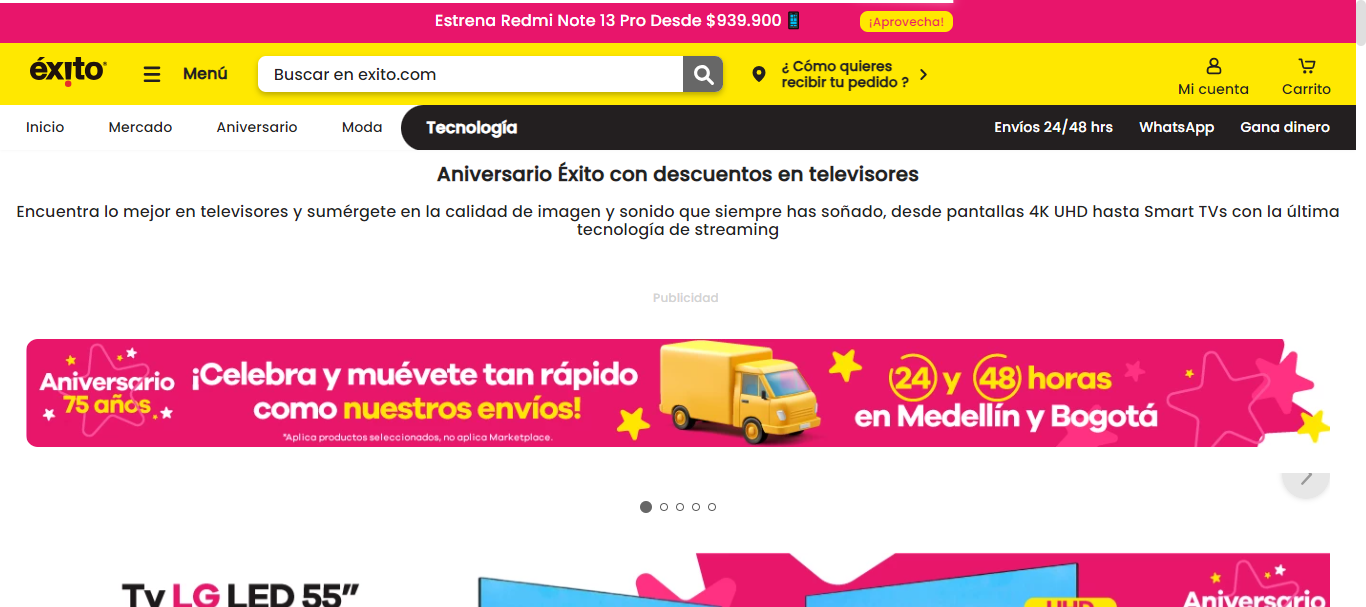 Estrena Redmi Note 13 Pro Desde $939.900
¡Aprovecha!
éxito
Menú
Buscar en exito.com
¿ Cómo quieres
recibir tu pedido ?
Mi cuenta
Carrito
Inicio
Mercado
Aniversario
Moda
Tecnología
Envíos 24/48 hrs
WhatsApp
Gana dinero
Aniversario Éxito con descuentos en televisores
Encuentra lo mejor en televisores y sumérgete en la calidad de imagen y sonido que siempre has soñado, desde pantallas 4K UHD hasta Smart TVs con la última
tecnología de streaming
Publicidad
Aniversario
75 años
¡Celebra y muévete tan rápido
como nuestros envíos!
*Aplica productos seleccionados, no aplica Marketplace.
24 y 48 horas
en Medellín y Bogotá
Tv LG LED 55”
UHD
Aniversario